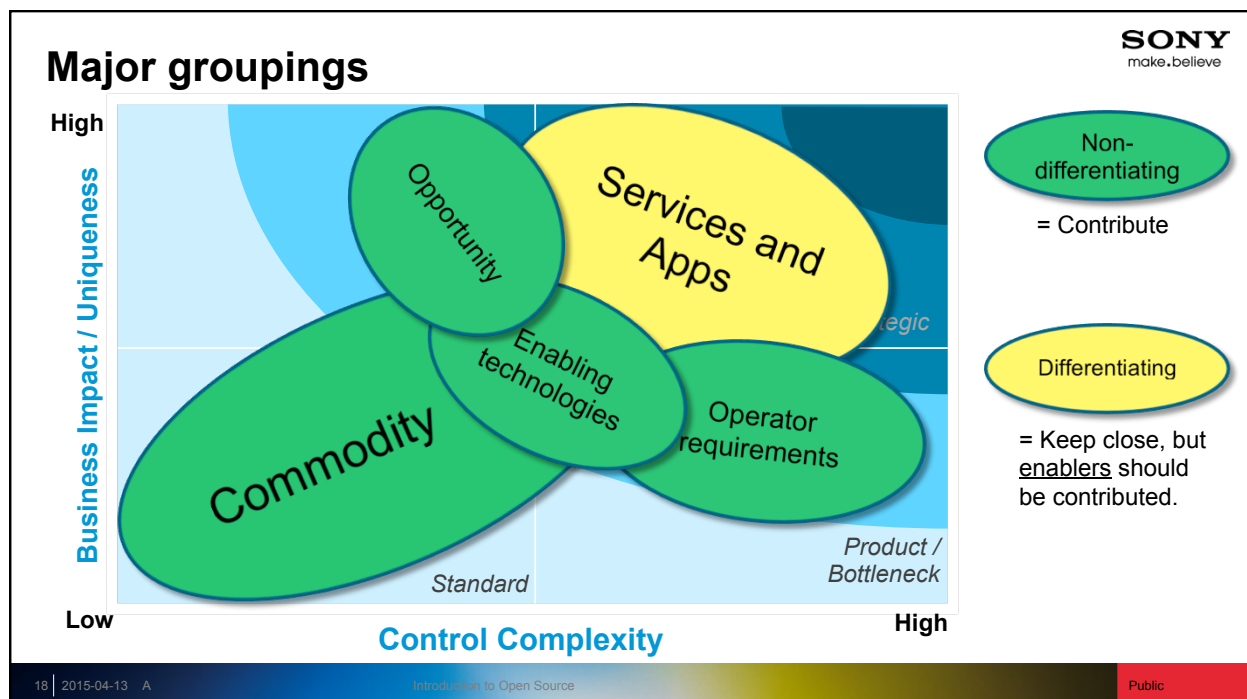 Major groupings
SONY
make.believe
High
Business Impact / Uniqueness
Low
Control Complexity
High
Opportunity
Services and
Apps
Enabling
technologies
Commodity
Operator
requirements
tegic
Standard
Product /
Bottleneck
Non-
differentiating
= Contribute
Differentiating
= Keep close, but
enablers should
be contributed.
18 2015-04-13 A
Introduction to Open Source
Public